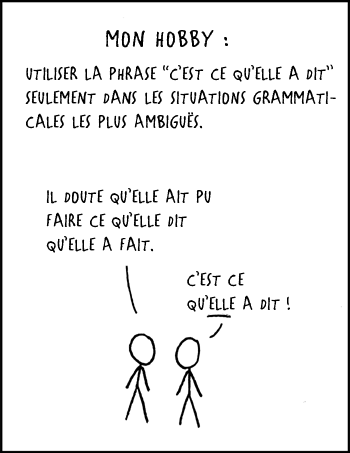 MON HOBBY :
UTILISER LA PHRASE "C'EST CE QU'ELLE A DIT"
SEULEMENT DANS LES SITUATIONS GRAMMATI-
CALES LES PLUS AMBIGUËS.
IL DOUTE QU'ELLE AIT PU
FAIRE CE QU'ELLE DIT
QU'ELLE A FAIT.
C'EST CE
QU'ELLE A DIT !